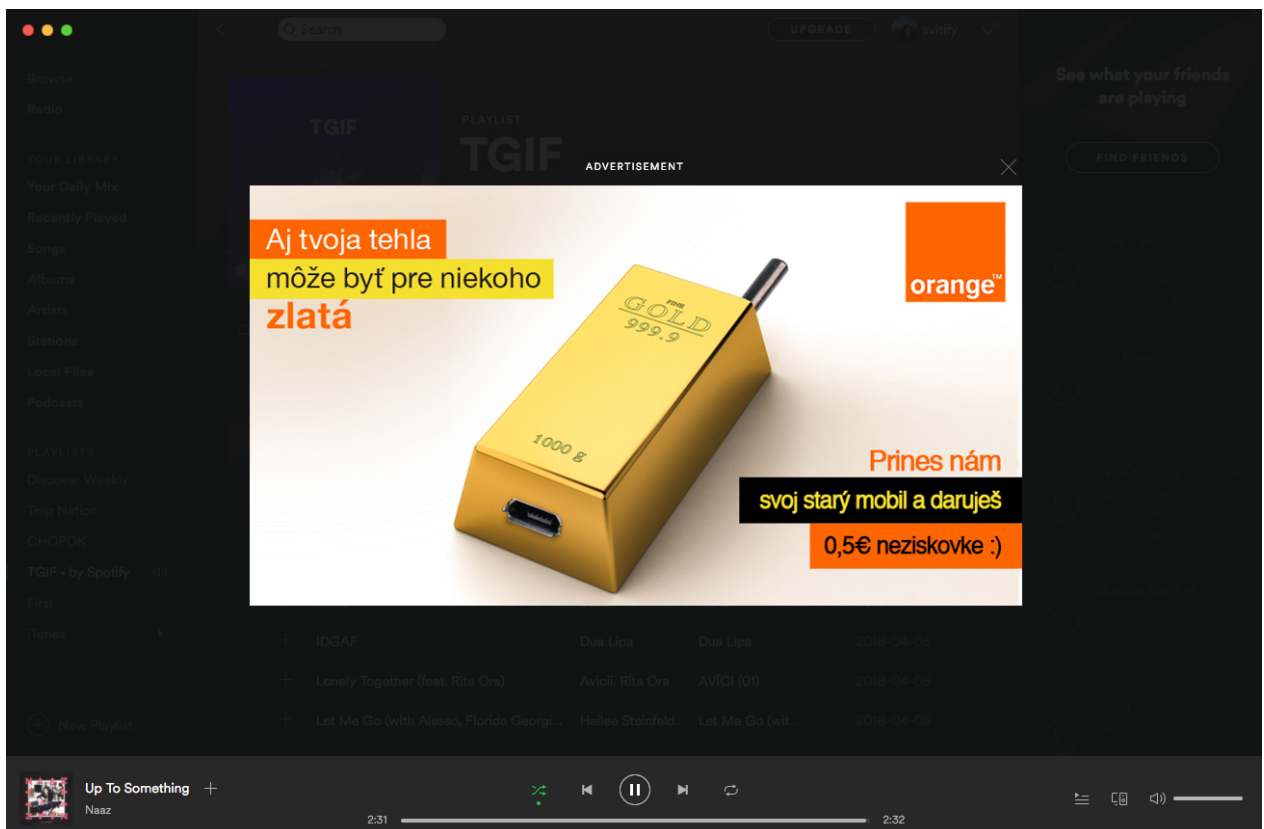 Search
UPGRADE
svitify
Browse
Radio
YOUR LIBRARY
Your Daily Mix
Recently Played
Songs
Albums
Artists
Stations
Local Files
Podcasts
PLAYLISTS
Discover Weekly
Trap Nation
CHOPOK
TGIF - by Spotify
First
iTunes
New Playlist
TGIF
PLAYLIST
TGIF
ADVERTISEMENT
Aj tvoja tehla
môže byť pre niekoho
zlatá
orange™
FINE
GOLD
999.9
1000 g
Prines nám
svoj starý mobil a daruješ
0,5€ neziskovke :)
IDGAF Dua Lipa Dua Lipa 2018-04-05
Lonely Together (feat. Rita Ora) Avicii, Rita Ora AVĪCI (01) 2018-04-05
Let Me Go (with Alesso, Florida Georgi... Hailee Steinfeld... Let Me Go (wit... 2018-04-05
See what your friends
are playing
FIND FRIENDS
Up To Something
Naaz
2:31
2:32